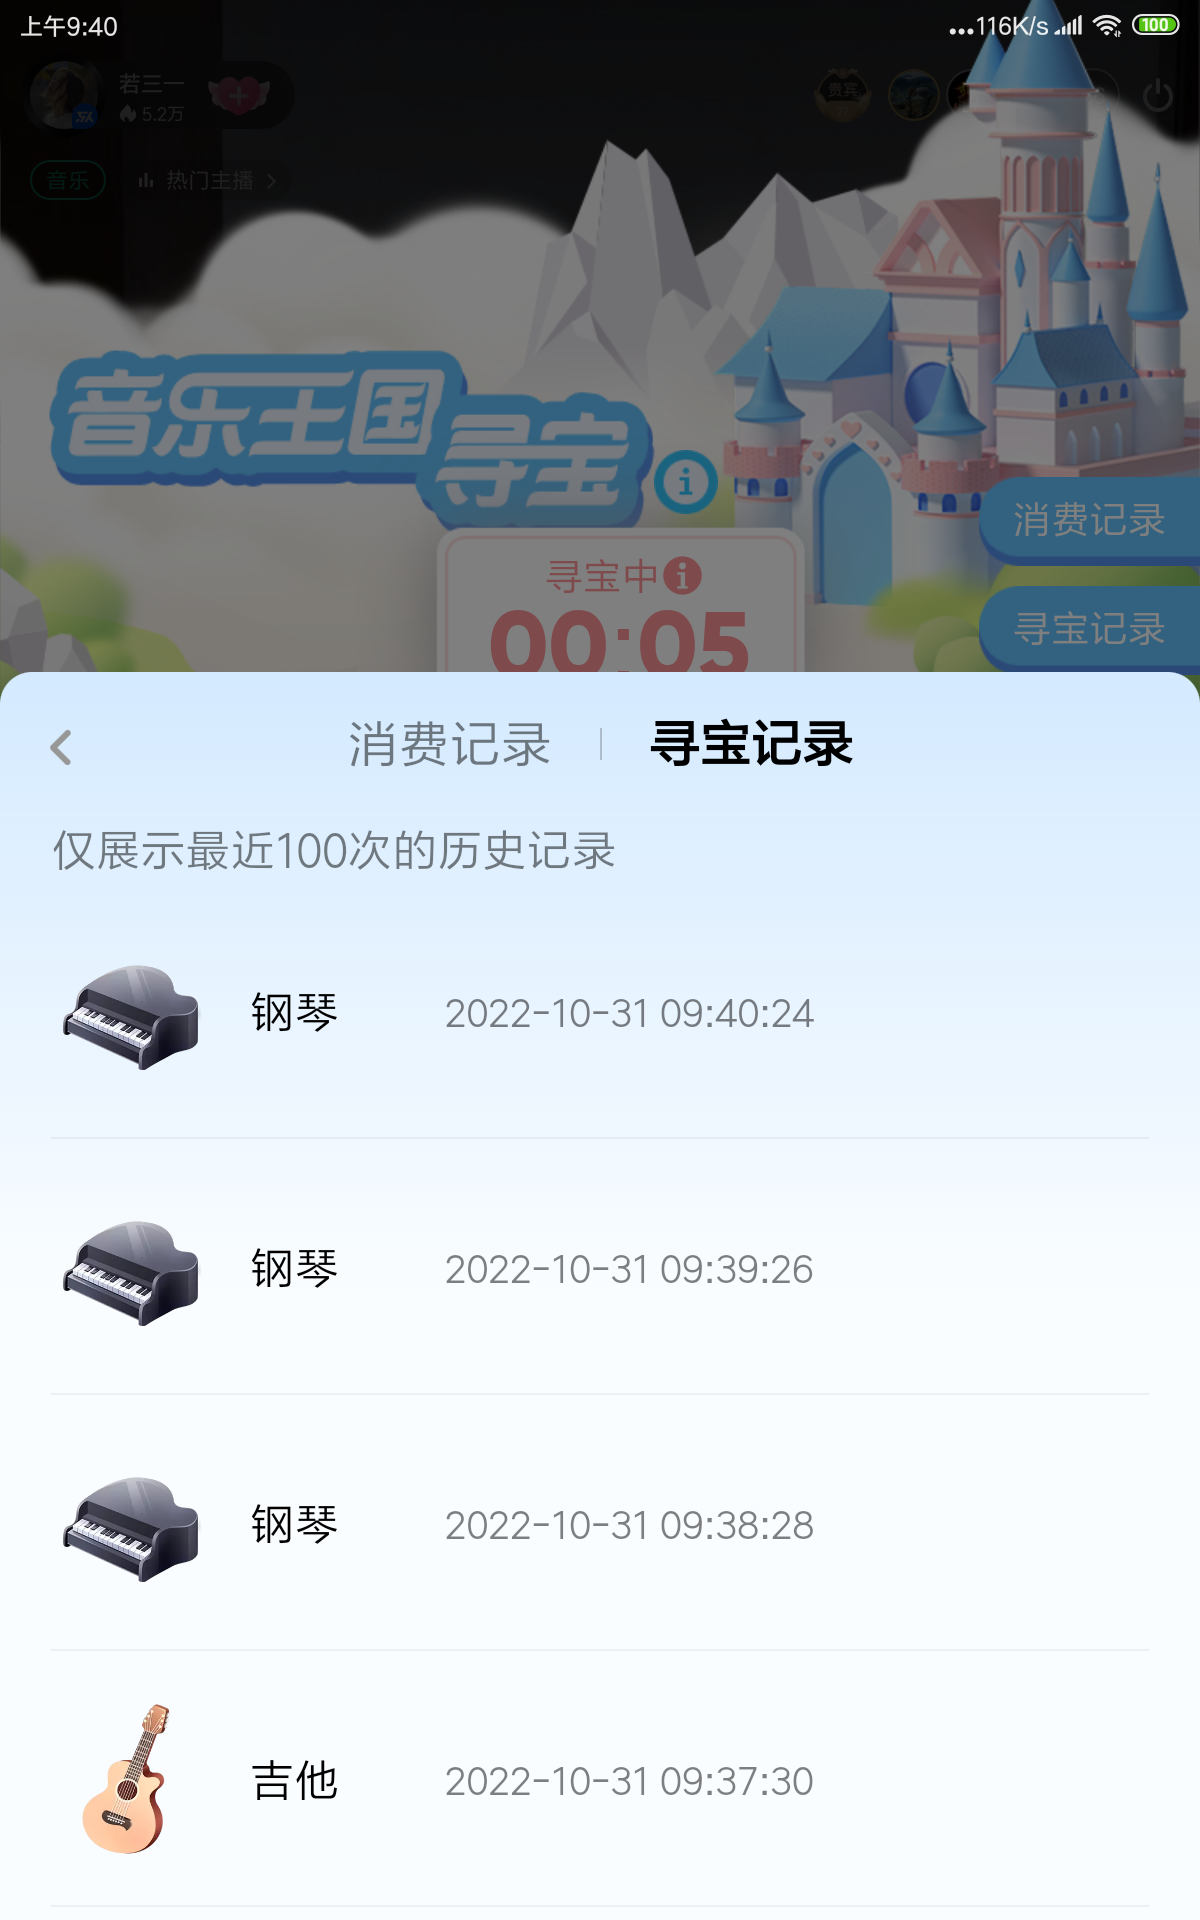 上午9:40
...116K/s
100
若三一
5.2万
贵宾
音乐
热门主播
音乐王国
寻宝
消费记录
寻宝中
00:05
寻宝记录
消费记录
寻宝记录
仅展示最近100次的历史记录
钢琴 2022-10-31 09:40:24
钢琴 2022-10-31 09:39:26
钢琴 2022-10-31 09:38:28
吉他 2022-10-31 09:37:30